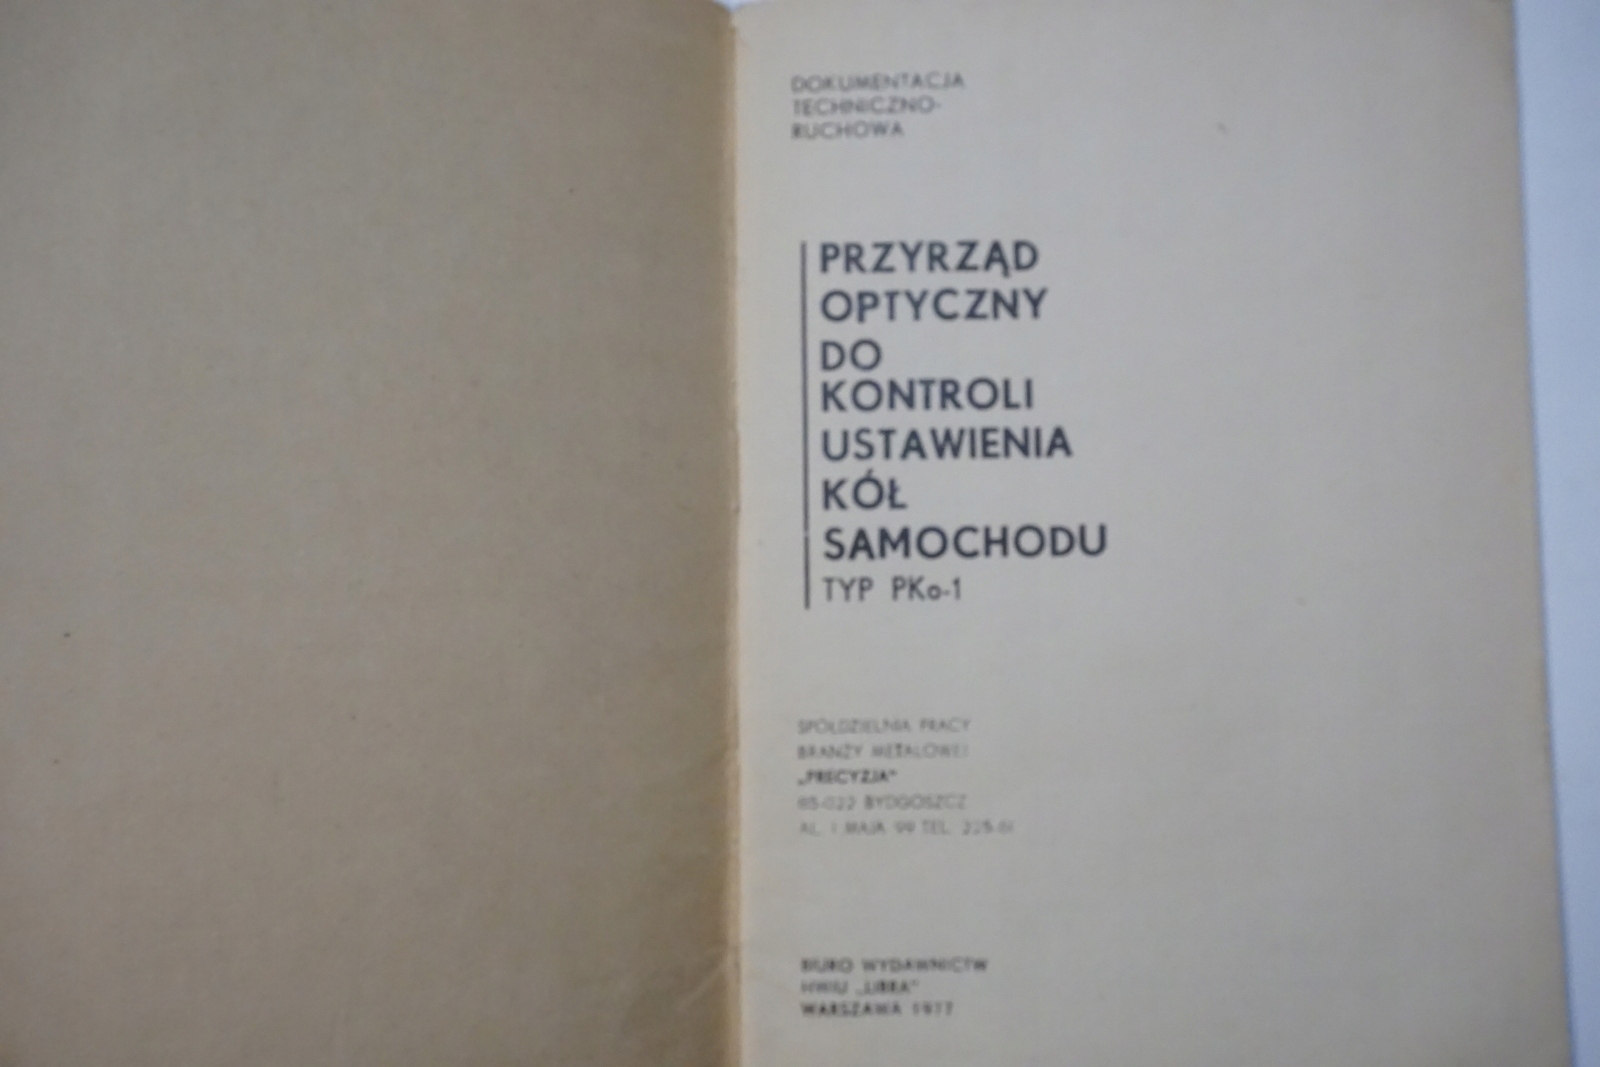 DOKUMENTACJA
TECHNICZNO-
RUCHOWA
PRZYRZĄD
OPTYCZNY
DO
KONTROLI
USTAWIENIA
KÓŁ
SAMOCHODU
TYP PKo-1
SPÓŁDZIELNIA PRACY
BRANŻY METALOWEJ
„PRECYZJA"
85-022 BYDGOSZCZ
AL. 1 MAJA 99 TEL. 225-61
BIURO WYDAWNICTW
HWiU „LIBRA"
WARSZAWA 1977